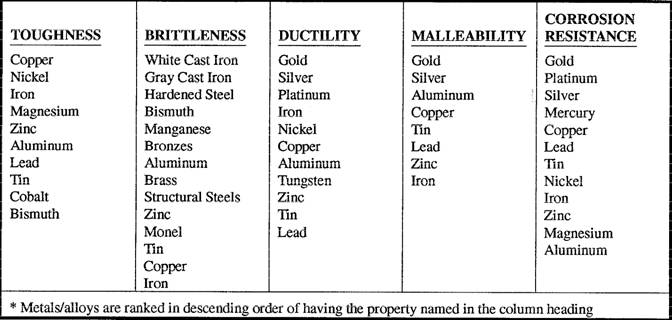 TOUGHNESS
Copper
Nickel
Iron
Magnesium
Zinc
Aluminum
Lead
Tin
Cobalt
Bismuth
BRITTLENESS
White Cast Iron
Gray Cast Iron
Hardened Steel
Bismuth
Manganese
Bronzes
Aluminum
Brass
Structural Steels
Zinc
Monel
Tin
Copper
Iron
DUCTILITY
Gold
Silver
Platinum
Iron
Nickel
Copper
Aluminum
Tungsten
Zinc
Tin
Lead
MALLEABILITY
Gold
Silver
Aluminum
Copper
Tin
Lead
Zinc
Iron
CORROSION
RESISTANCE
Gold
Platinum
Silver
Mercury
Copper
Lead
Tin
Nickel
Iron
Zinc
Magnesium
Aluminum
* Metals/alloys are ranked in descending order of having the property named in the column heading